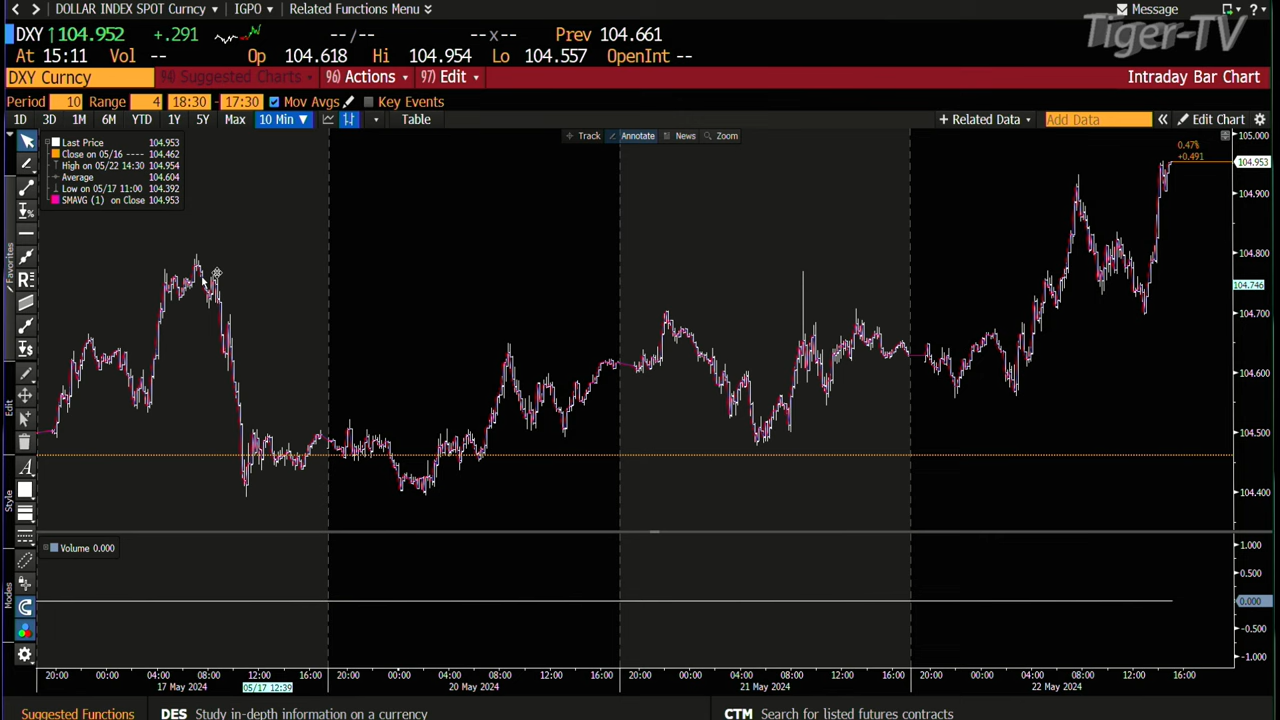 DOLLAR INDEX SPOT Curncy IGPO Related Functions Menu Message
DXY 104.952 +.291 -- / -- -- x -- Prev 104.661
Tiger-TV
At 15:11 Vol -- Op 104.618 Hi 104.954 Lo 104.557 OpenInt --
DXY Curncy 94) Suggested Charts 96) Actions 97) Edit Intraday Bar Chart
Period 10 Range 4 18:30 - 17:30 Mov Avgs Key Events
1D 3D 1M 6M YTD 1Y 5Y Max 10 Min ▼ Table + Related Data Add Data « Edit Chart
Track Annotate News Zoom
Last Price 104.953
Close on 05/16 ---- 104.462
High on 05/22 14:30 104.954
Average 104.604
Low on 05/17 11:00 104.392
SMAVG (1) on Close 104.953
0.47%
+0.491
105.000
104.953
104.900
104.800
104.746
104.700
104.600
104.500
104.400
Favorites
Edit
Style
Modes
Volume 0.000
1.000
0.500
0.000
-0.500
-1.000
20:00 00:00 04:00 08:00 12:00 16:00 20:00 00:00 04:00 08:00 12:00 16:00 20:00 00:00 04:00 08:00 12:00 16:00 20:00 00:00 04:00 08:00 12:00 16:00
17 May 2024 05/17 12:39 20 May 2024 21 May 2024 22 May 2024
Suggested Functions DES Study in-depth information on a currency CTM Search for listed futures contracts